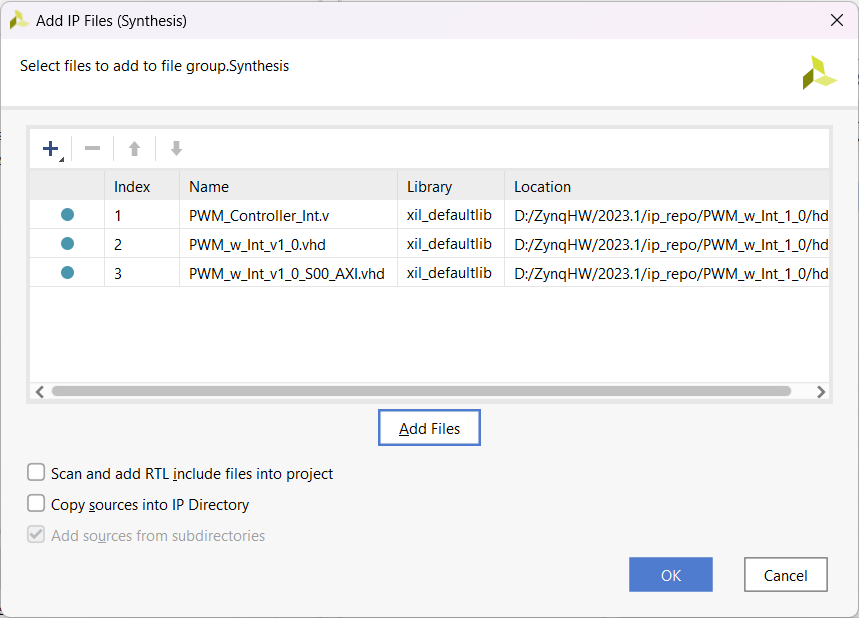 Add IP Files (Synthesis)
Select files to add to file group.Synthesis
Index Name Library Location
1 PWM_Controller_Int.v xil_defaultlib D:/ZynqHW/2023.1/ip_repo/PWM_w_Int_1_0/hd
2 PWM_w_Int_v1_0.vhd xil_defaultlib D:/ZynqHW/2023.1/ip_repo/PWM_w_Int_1_0/hd
3 PWM_w_Int_v1_0_S00_AXI.vhd xil_defaultlib D:/ZynqHW/2023.1/ip_repo/PWM_w_Int_1_0/hd
Add Files
Scan and add RTL include files into project
Copy sources into IP Directory
Add sources from subdirectories
OK Cancel